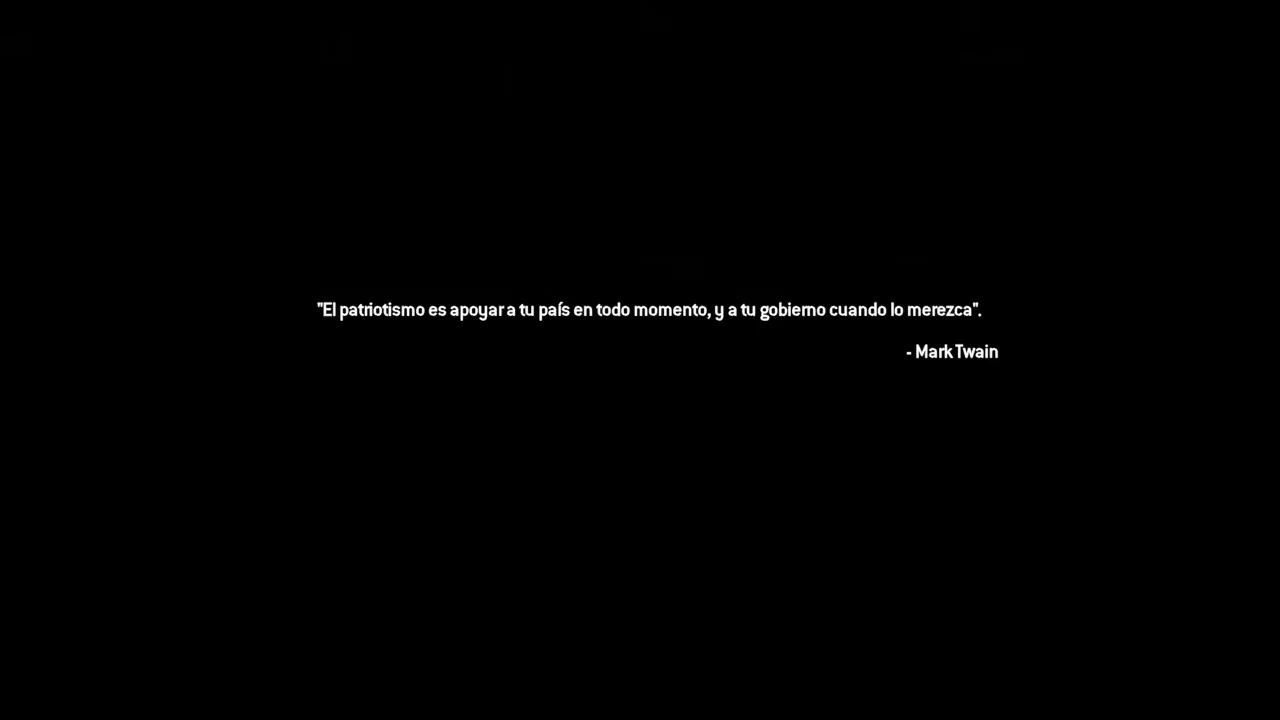 "El patriotismo es apoyar a tu país en todo momento, y a tu gobierno cuando lo merezca".
- Mark Twain